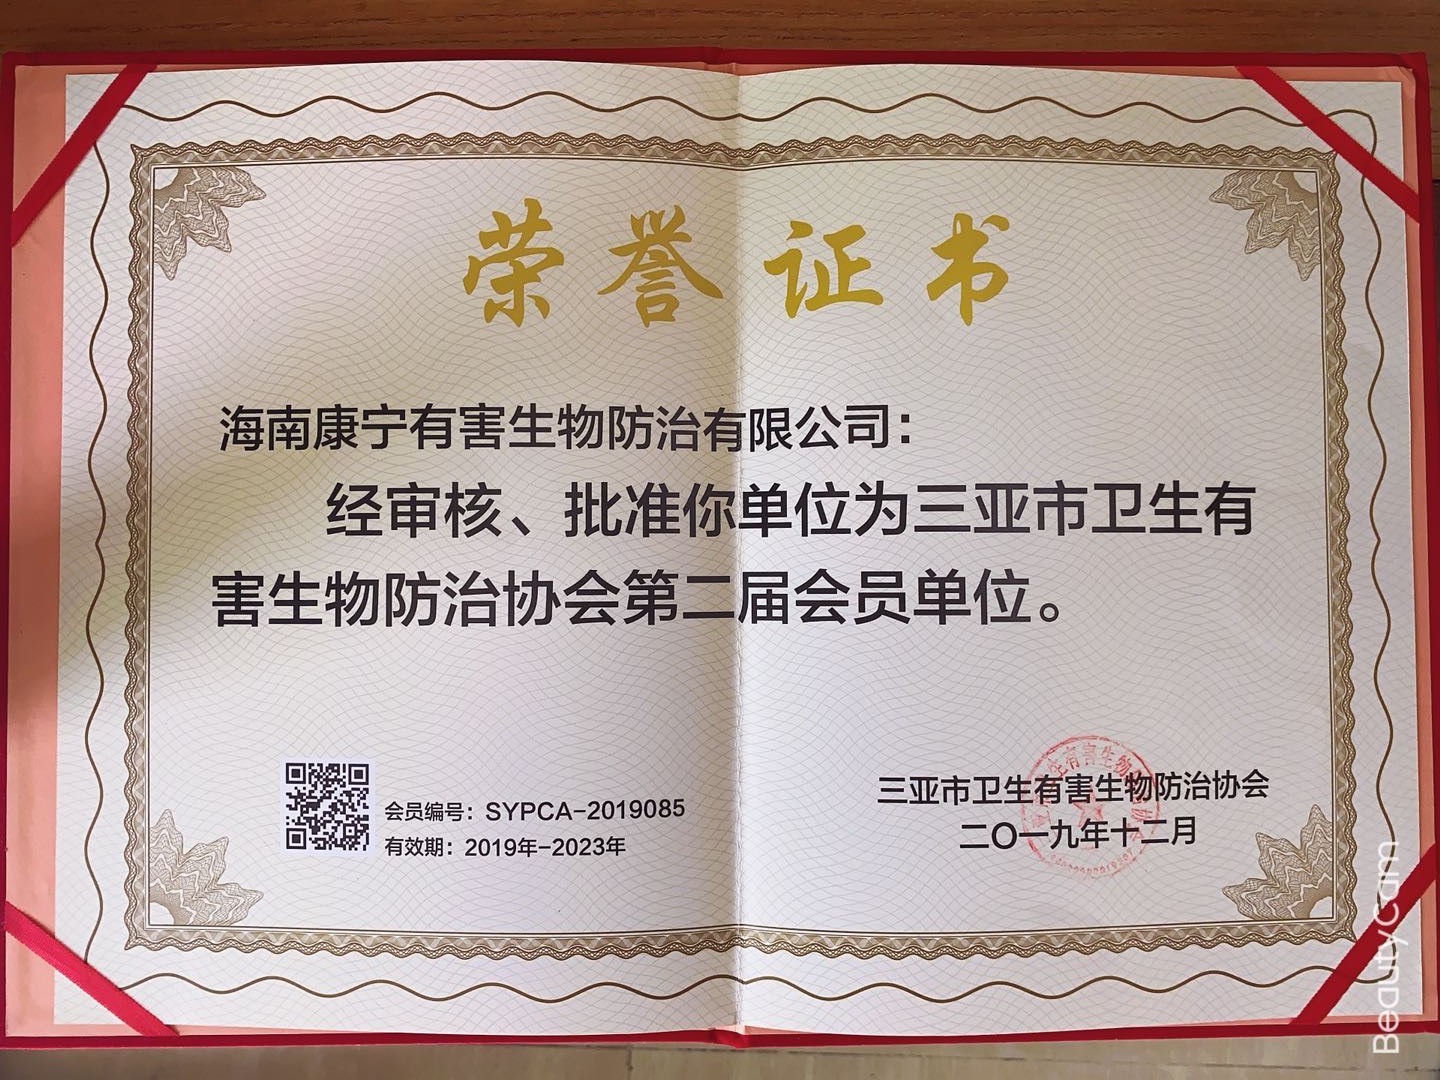 荣誉证书
海南康宁有害生物防治有限公司：
经审核、批准你单位为三亚市卫生有
害生物防治协会第二届会员单位。
会员编号：SYPCA-2019085
有效期：2019年-2023年
三亚市卫生有害生物防治协会
二〇一九年十二月
BeautyCam